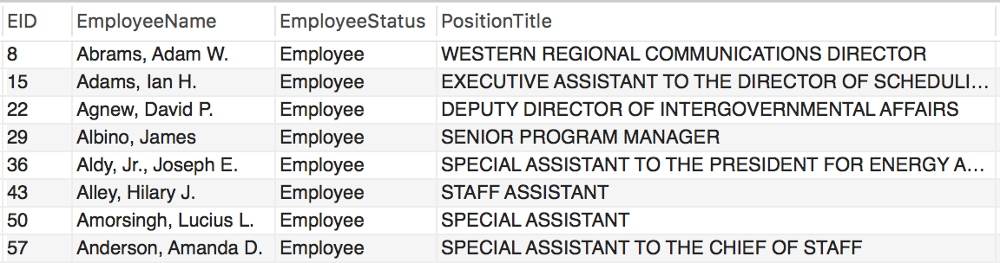 EID EmployeeName EmployeeStatus PositionTitle
8 Abrams, Adam W. Employee WESTERN REGIONAL COMMUNICATIONS DIRECTOR
15 Adams, Ian H. Employee EXECUTIVE ASSISTANT TO THE DIRECTOR OF SCHEDULI...
22 Agnew, David P. Employee DEPUTY DIRECTOR OF INTERGOVERNMENTAL AFFAIRS
29 Albino, James Employee SENIOR PROGRAM MANAGER
36 Aldy, Jr., Joseph E. Employee SPECIAL ASSISTANT TO THE PRESIDENT FOR ENERGY A...
43 Alley, Hilary J. Employee STAFF ASSISTANT
50 Amorsingh, Lucius L. Employee SPECIAL ASSISTANT
57 Anderson, Amanda D. Employee SPECIAL ASSISTANT TO THE CHIEF OF STAFF